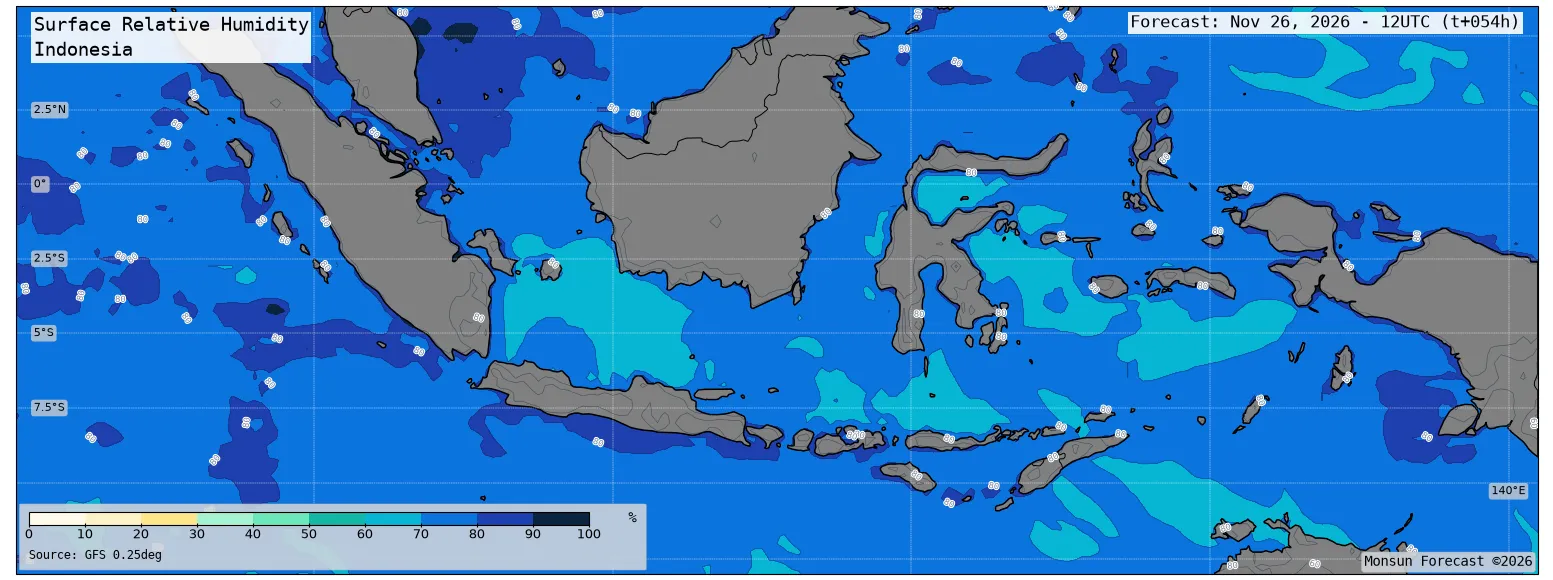 Surface Relative Humidity
Indonesia
Forecast: Nov 26, 2026 - 12UTC (t+054h)
2.5°N
0°
2.5°S
5°S
7.5°S
140°E
0 10 20 30 40 50 60 70 80 90 100 %
Source: GFS 0.25deg
Monsun Forecast ©2026